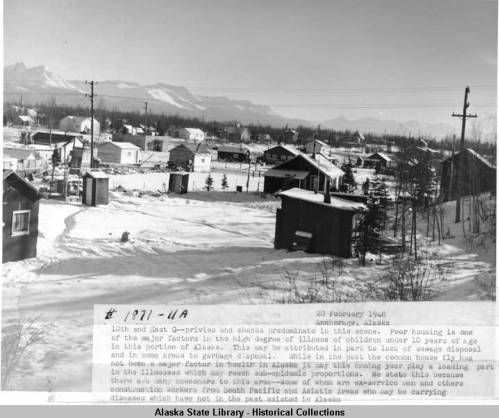 # 1871-11A
20 February 1948
Anchorage, Alaska
10th and East G--privies and shacks predominate in this scene. Poor housing is one
of the major factors in the high degree of illness of children under 10 years of age
in this portion of Alaska. This may be attributed in part to lack of sewage disposal
and in some areas to garbage disposal. While in the past the common house fly has
not been a major factor in health in Alaska it may this coming year play a leading part
in the illnesses which may reach sub-epidemic proportions. We state this because
there are many newcomers to this area--some of whom are ex-service men and others
construction workers from South Pacific and Asiatic Areas who may be carrying
diseases which have not in the past existed in Alaska
Alaska State Library - Historical Collections